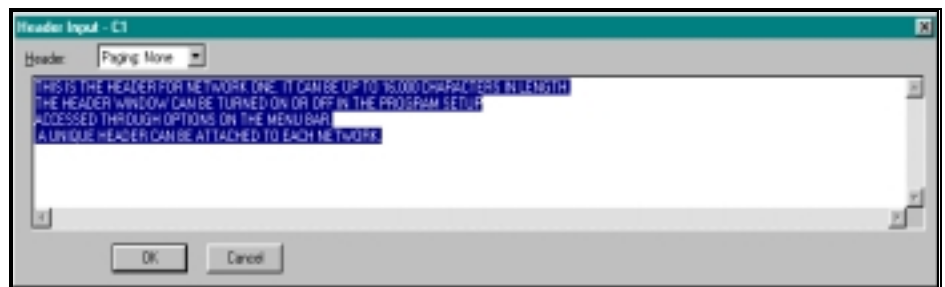 Header Input - C1
Header: Paging: None
THIS IS THE HEADER FOR NETWORK ONE. IT CAN BE UP TO 16,000 CHARACTERS IN LENGTH.
THE HEADER WINDOW CAN BE TURNED ON OR OFF IN THE PROGRAM SETUP
ACCESSED THROUGH OPTIONS ON THE MENU BAR.
A UNIQUE HEADER CAN BE ATTACHED TO EACH NETWORK.
OK Cancel